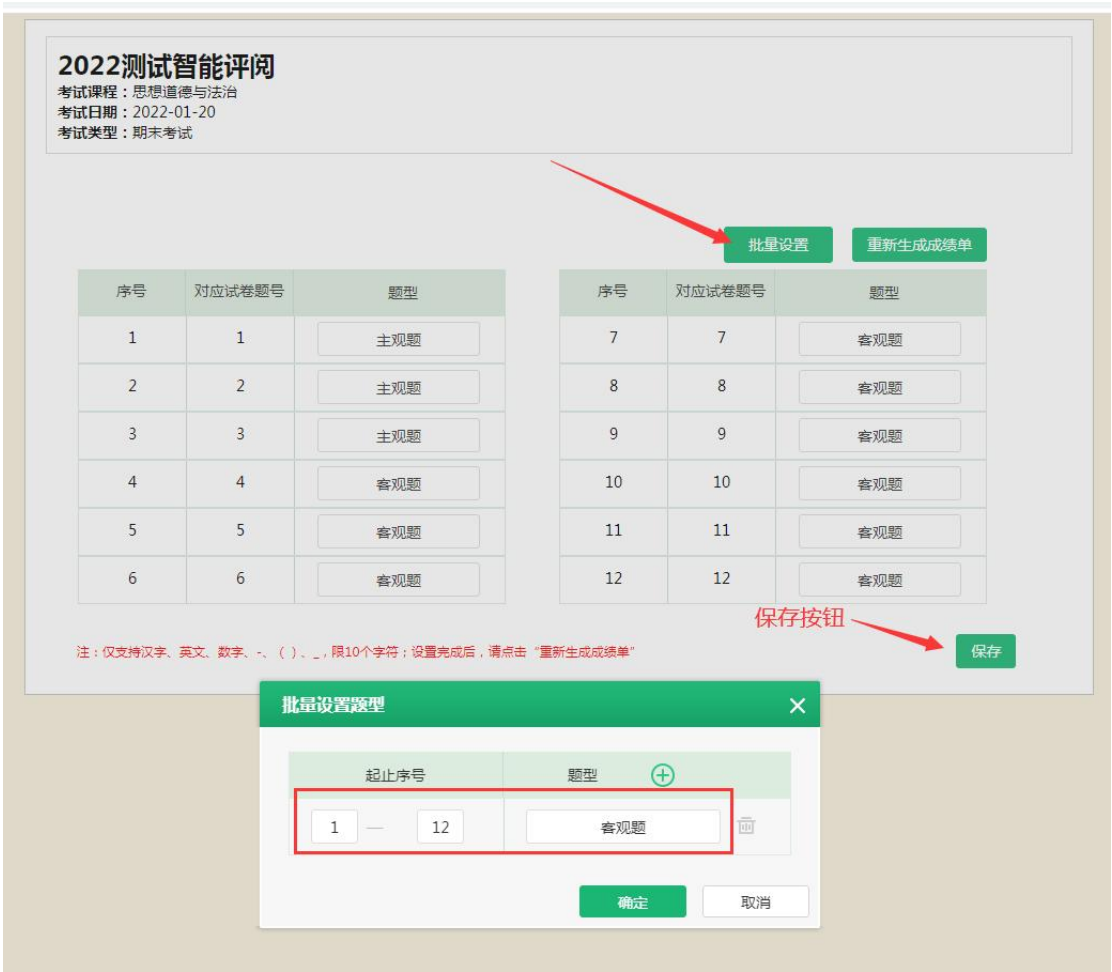 2022测试智能评阅
考试课程：思想道德与法治
考试日期：2022-01-20
考试类型：期末考试
批量设置 重新生成成绩单
序号 对应试卷题号 题型 序号 对应试卷题号 题型
1 1 主观题 7 7 客观题
2 2 主观题 8 8 客观题
3 3 主观题 9 9 客观题
4 4 客观题 10 10 客观题
5 5 客观题 11 11 客观题
6 6 客观题 12 12 客观题
保存按钮
注：仅支持汉字、英文、数字、-、（ ）、_，限10个字符；设置完成后，请点击“重新生成成绩单” 保存
批量设置题型
起止序号 题型
1 — 12 客观题
确定 取消